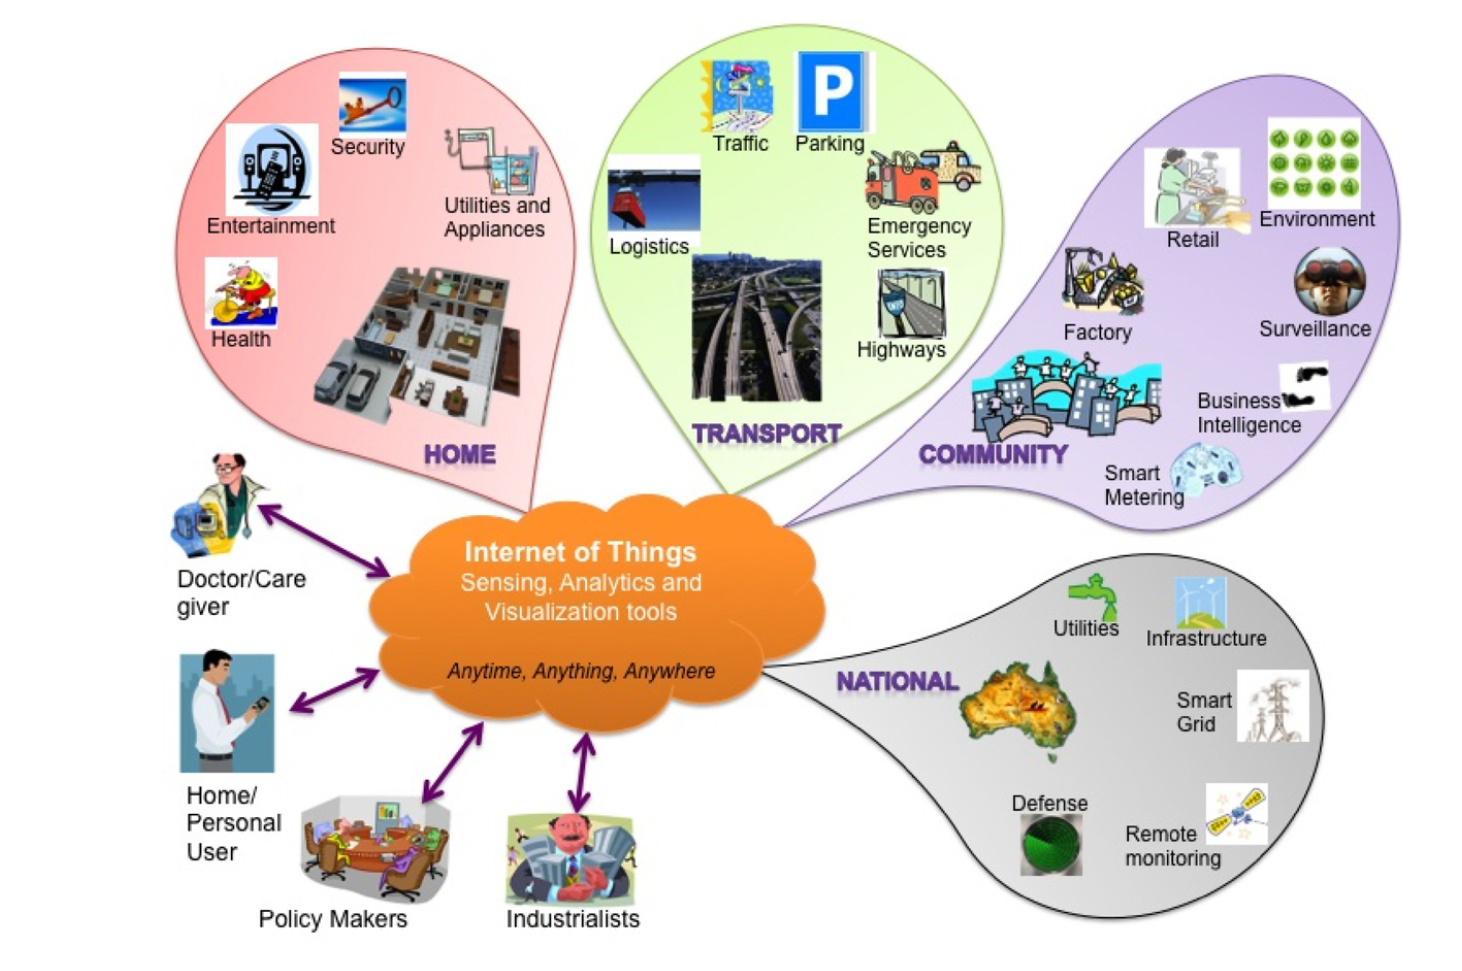 Security
Entertainment
Utilities and
Appliances
Health
HOME
Traffic
Parking
P
Logistics
Emergency
Services
Highways
TRANSPORT
Retail
Environment
Factory
Surveillance
Business
Intelligence
Smart
Metering
COMMUNITY
Internet of Things
Sensing, Analytics and
Visualization tools
Anytime, Anything, Anywhere
Utilities
Infrastructure
NATIONAL
Smart
Grid
Defense
Remote
monitoring
Doctor/Care
giver
Home/
Personal
User
Policy Makers
Industrialists